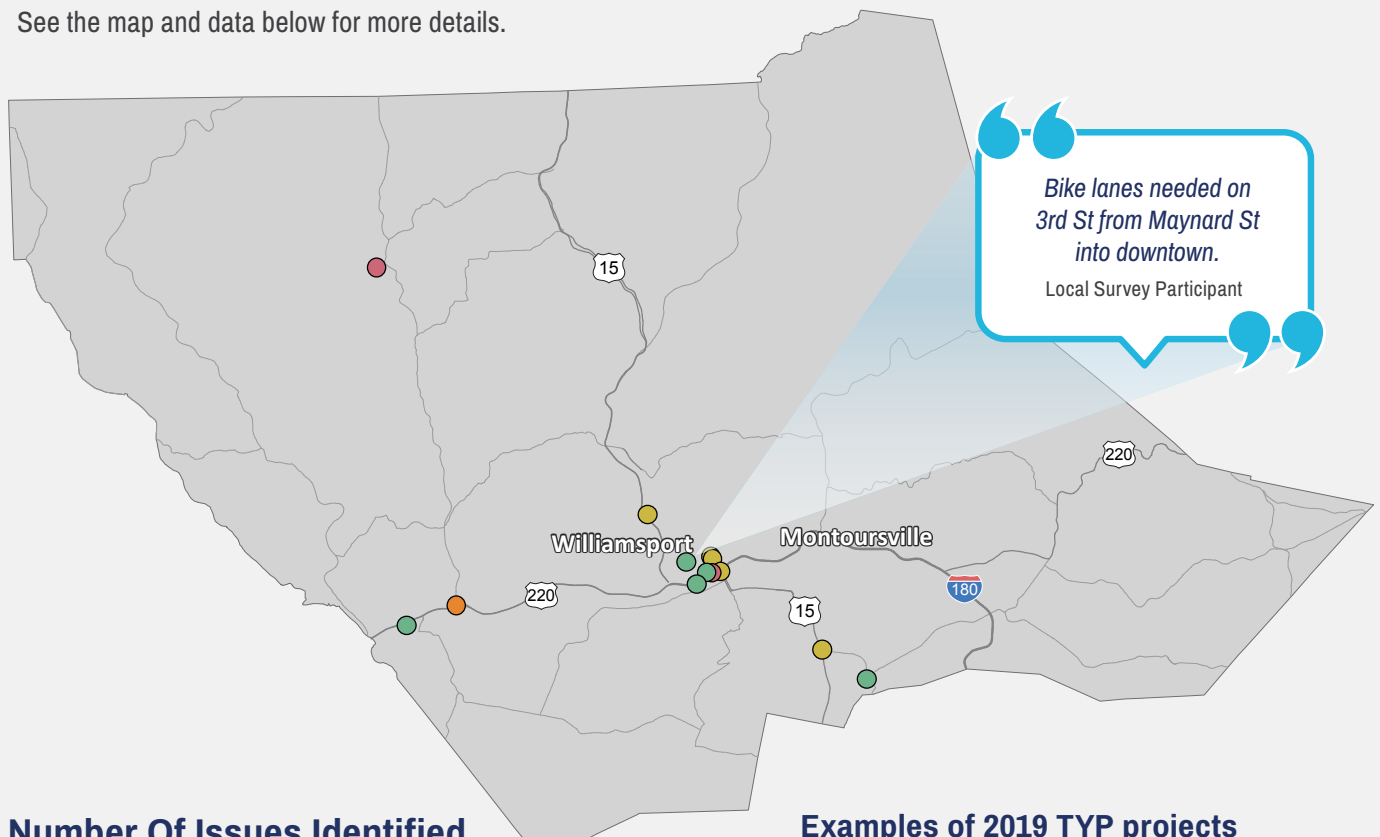 See the map and data below for more details.
“
Bike lanes needed on
3rd St from Maynard St
into downtown.
Local Survey Participant
”
15
220
Williamsport
Montoursville
220
180
15
Number Of Issues Identified
Examples of 2019 TYP projects